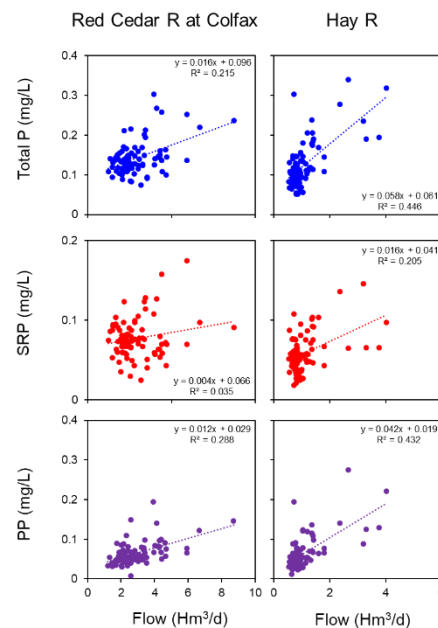 Red Cedar R at Colfax
Hay R
Total P (mg/L)
0.4
0.3
0.2
0.1
0
y = 0.016x + 0.096
R² = 0.215
y = 0.058x + 0.061
R² = 0.446
SRP (mg/L)
0.2
0.1
0
y = 0.004x + 0.066
R² = 0.035
y = 0.016x + 0.041
R² = 0.205
PP (mg/L)
0.4
0.3
0.2
0.1
0
y = 0.012x + 0.029
R² = 0.288
y = 0.042x + 0.019
R² = 0.432
0 2 4 6 8 10
0 2 4 6
Flow (Hm³/d)
Flow (Hm³/d)